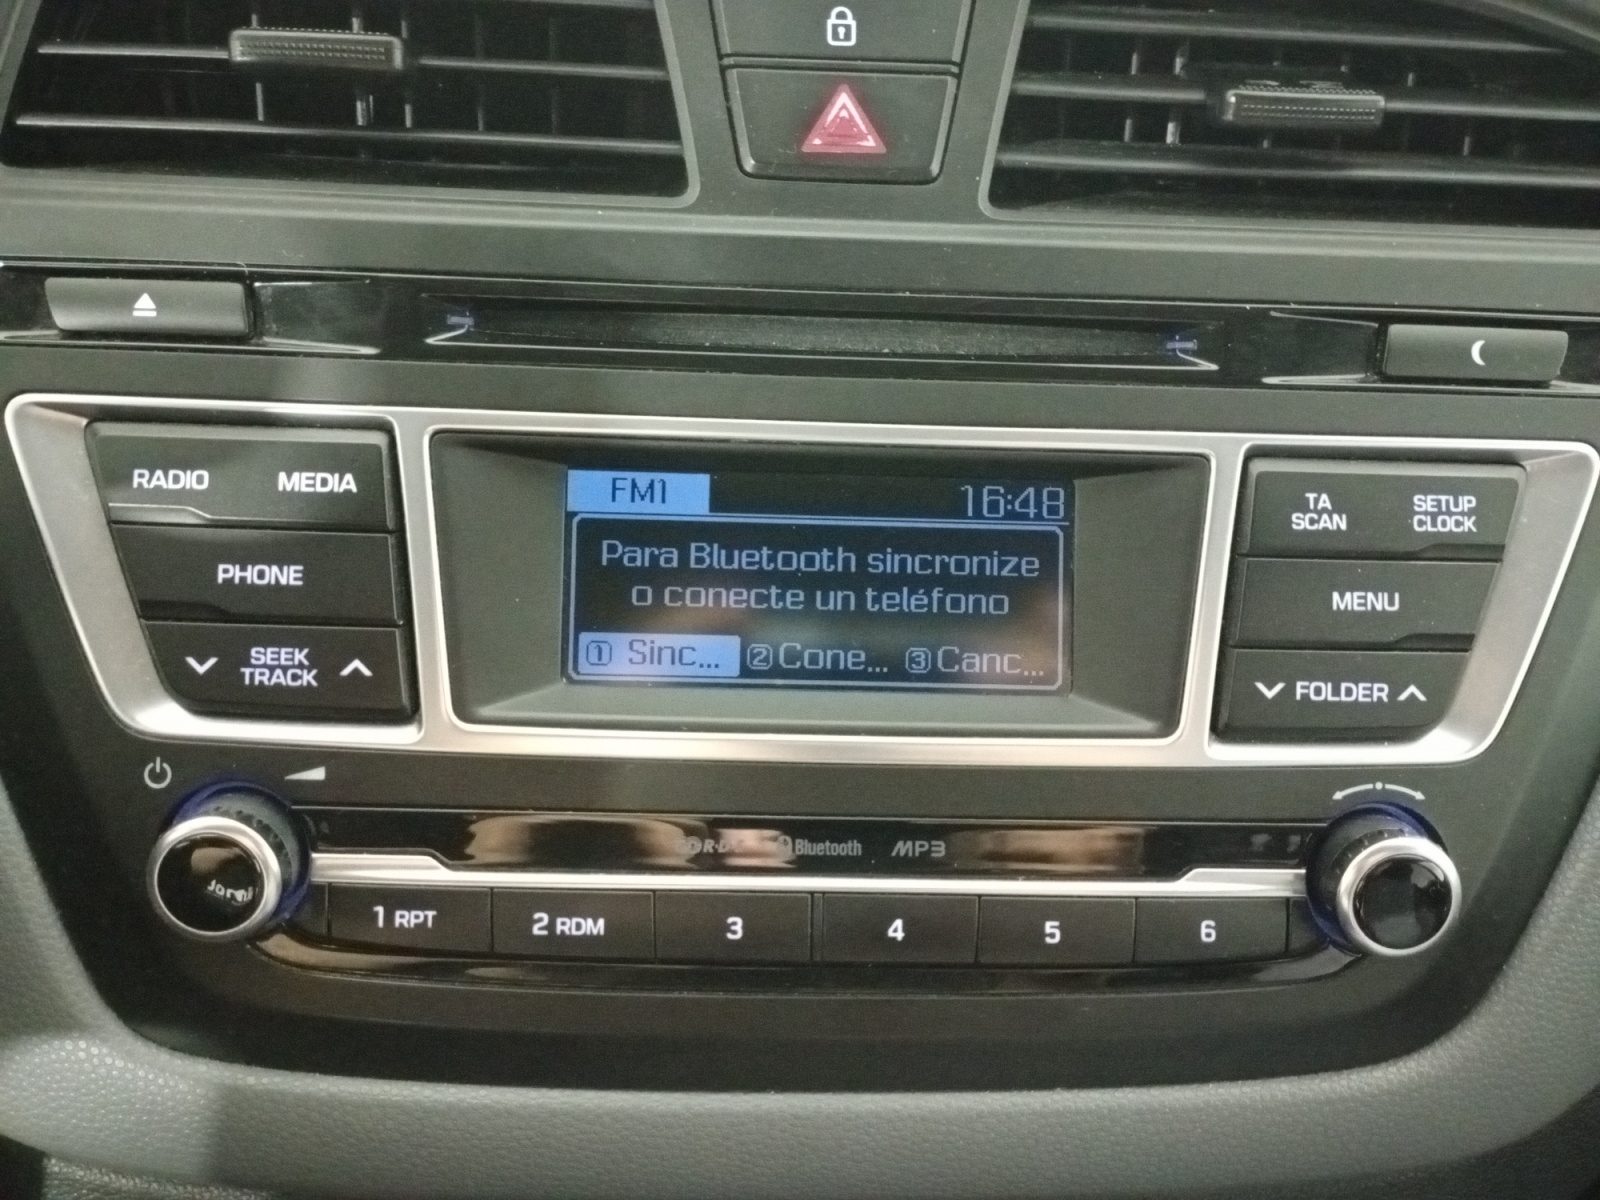 RADIO MEDIA
PHONE
SEEK
TRACK
FM1 16:48
Para Bluetooth sincronize
o conecte un teléfono
1 Sinc... 2 Cone... 3 Canc...
TA
SCAN
SETUP
CLOCK
MENU
FOLDER
Bluetooth MP3
1 RPT 2 RDM 3 4 5 6